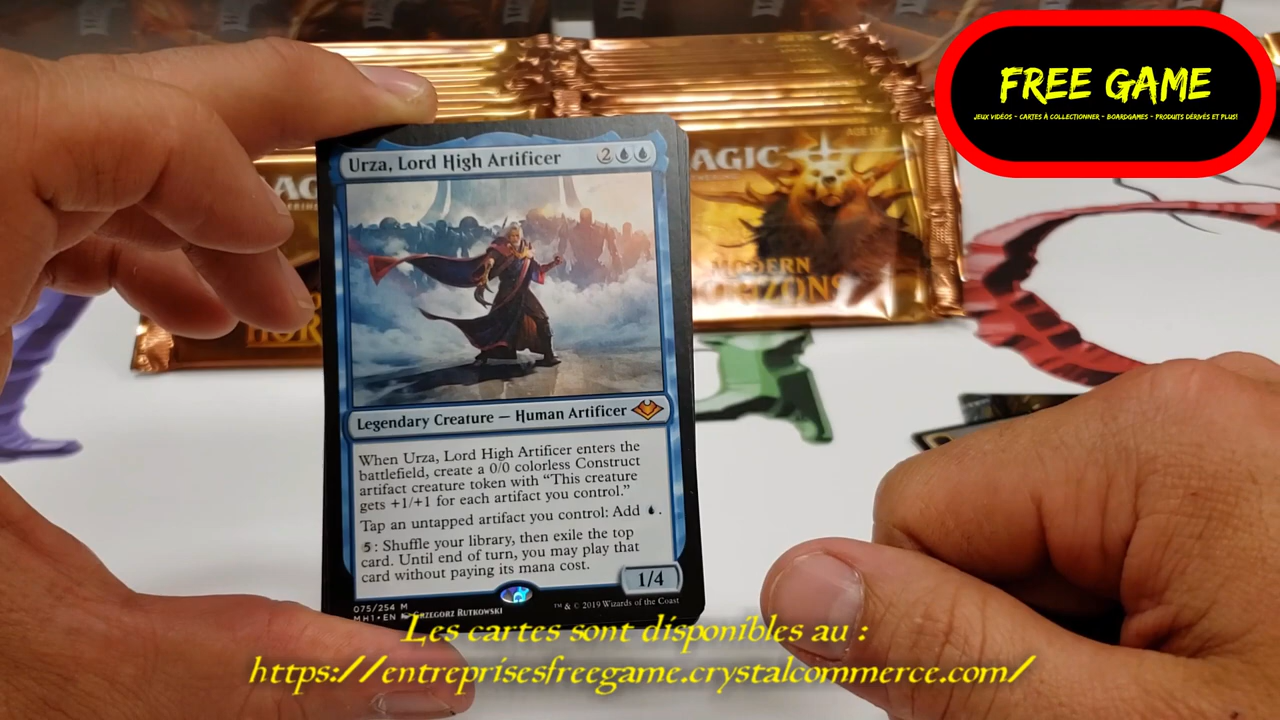 FREE GAME
JEUX VIDÉOS - CARTES À COLLECTIONNER - BOARDGAMES - PRODUITS DÉRIVÉS ET PLUS!
AGIC
MODERN
HORIZONS
Urza, Lord High Artificer 2
Legendary Creature — Human Artificer
When Urza, Lord High Artificer enters the
battlefield, create a 0/0 colorless Construct
artifact creature token with “This creature
gets +1/+1 for each artifact you control.”
Tap an untapped artifact you control: Add .
5: Shuffle your library, then exile the top
card. Until end of turn, you may play that
card without paying its mana cost.
1/4
075/254 M
MH1 • EN GRZEGORZ RUTKOWSKI
™ & © 2019 Wizards of the Coast
Les cartes sont disponibles au :
https://entreprisesfreegame.crystalcommerce.com/